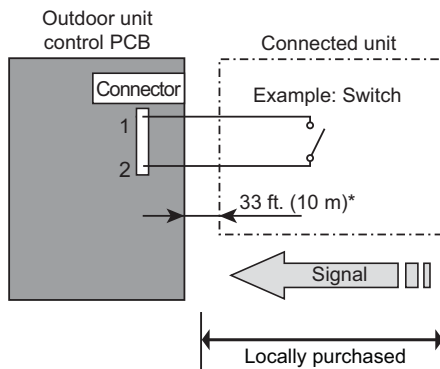 Outdoor unit
control PCB
Connected unit
Connector
Example: Switch
1
2
33 ft. (10 m)*
Signal
Locally purchased